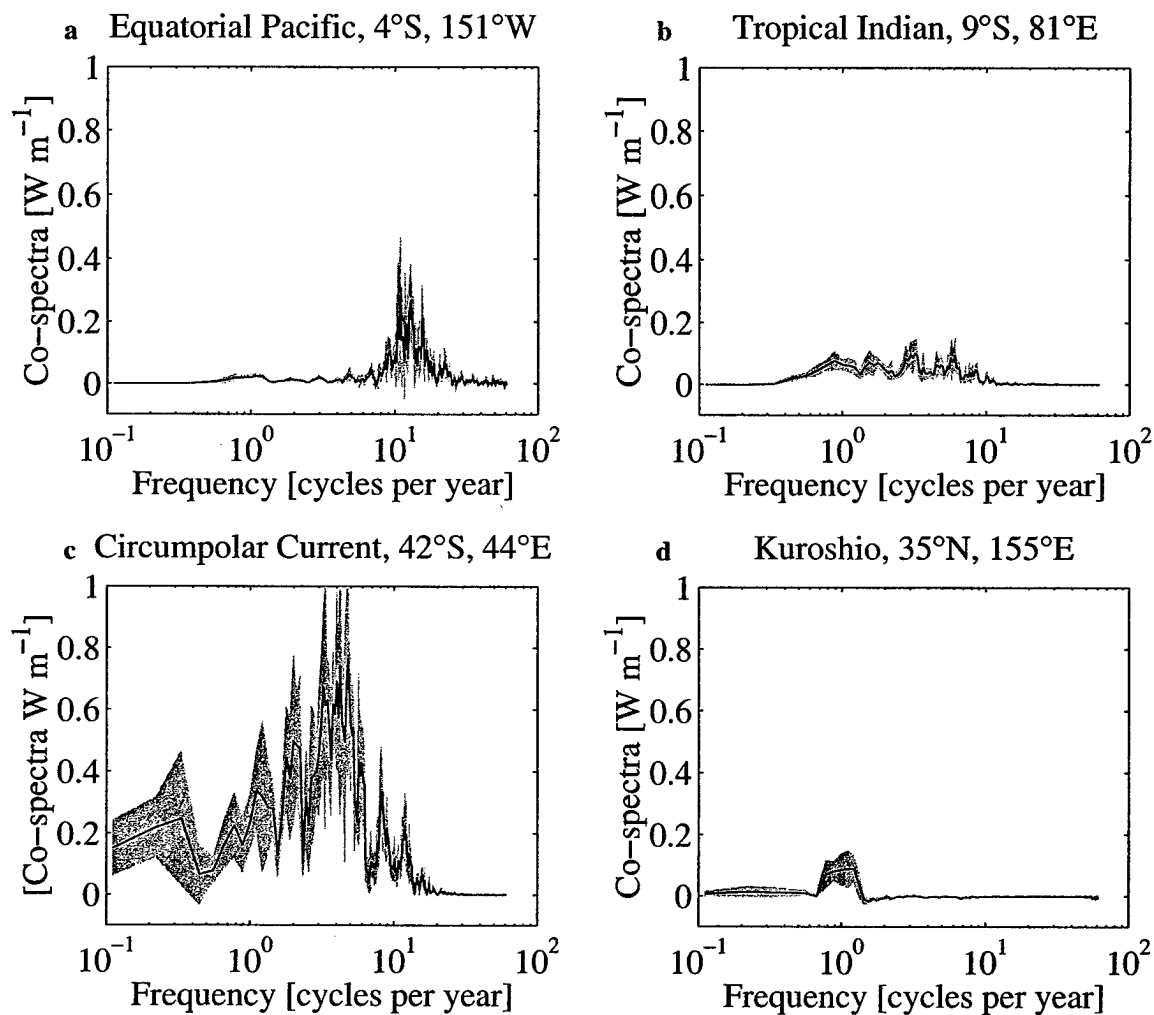 a Equatorial Pacific, 4°S, 151°W
1
0.8
0.6
0.4
0.2
0
Co−spectra [W m−1]
10−1 100 101 102
Frequency [cycles per year]
b Tropical Indian, 9°S, 81°E
1
0.8
0.6
0.4
0.2
0
Co−spectra [W m−1]
10−1 100 101 102
Frequency [cycles per year]
c Circumpolar Current, 42°S, 44°E
1
0.8
0.6
0.4
0.2
0
[Co−spectra W m−1]
10−1 100 101 102
Frequency [cycles per year]
d Kuroshio, 35°N, 155°E
1
0.8
0.6
0.4
0.2
0
Co−spectra [W m−1]
10−1 100 101 102
Frequency [cycles per year]